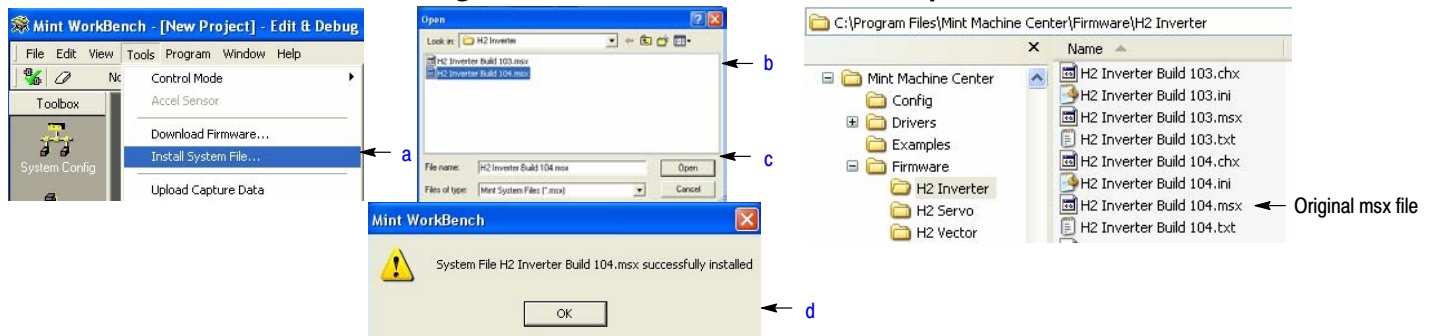 Mint WorkBench - [New Project] - Edit & Debug
File Edit View Tools Program Window Help
Toolbox
System Config
Control Mode
Accel Sensor
Download Firmware...
Install System File...
Upload Capture Data
a
Open
Look in: H2 Inverter
H2 Inverter Build 103.msx
H2 Inverter Build 104.msx
b
c
File name: H2 Inverter Build 104.msx Open
Files of type: Mint System Files (*.msx) Cancel
Mint WorkBench
System File H2 Inverter Build 104.msx successfully installed
OK
d
C:\Program Files\Mint Machine Center\Firmware\H2 Inverter
X Name
Mint Machine Center
Config
Drivers
Examples
Firmware
H2 Inverter
H2 Servo
H2 Vector
H2 Inverter Build 103.chx
H2 Inverter Build 103.ini
H2 Inverter Build 103.msx
H2 Inverter Build 103.txt
H2 Inverter Build 104.chx
H2 Inverter Build 104.ini
H2 Inverter Build 104.msx
H2 Inverter Build 104.txt
Original msx file